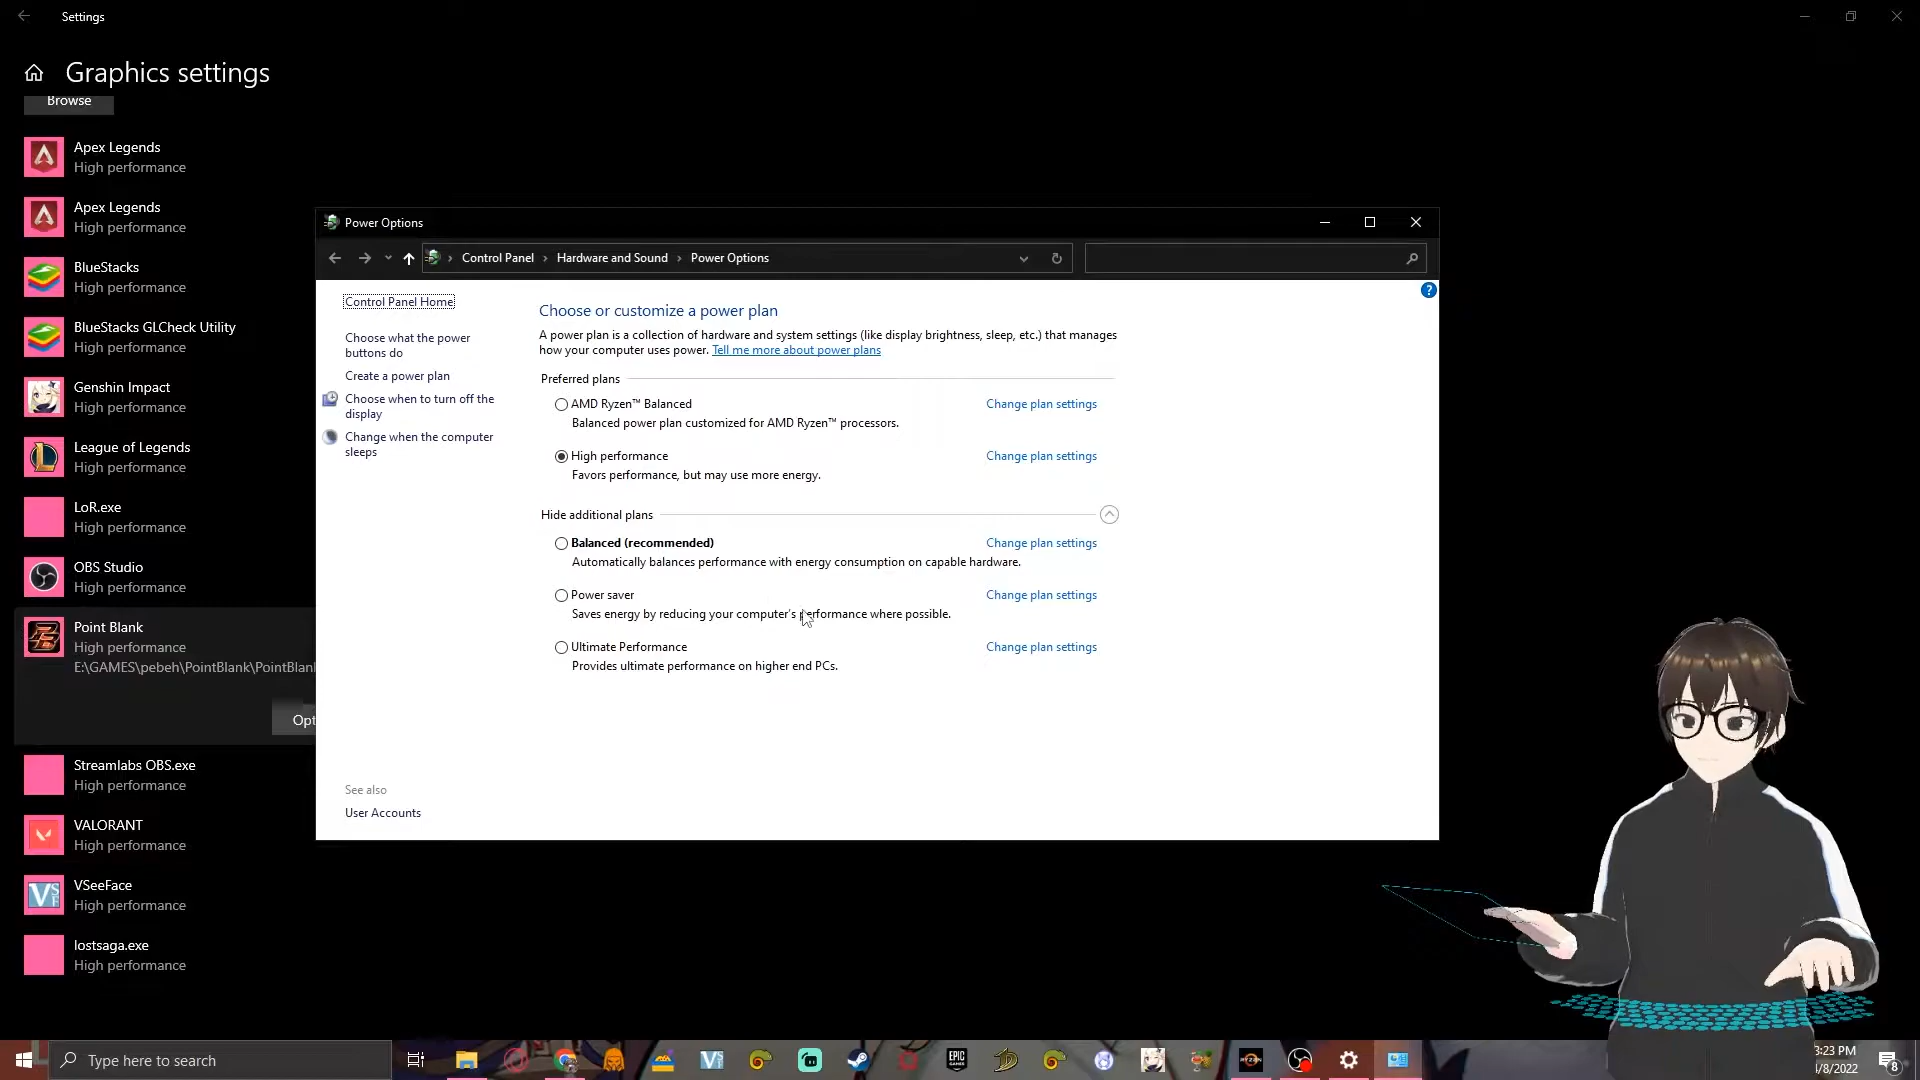 Settings
Graphics settings
Browse
Apex Legends
High performance
Apex Legends
High performance
BlueStacks
High performance
BlueStacks GLCheck Utility
High performance
Genshin Impact
High performance
League of Legends
High performance
LoR.exe
High performance
OBS Studio
High performance
Point Blank
High performance
E:\GAMES\pebeh\PointBlank\PointBlank
Opt
Streamlabs OBS.exe
High performance
VALORANT
High performance
VSeeFace
High performance
lostsaga.exe
High performance
Power Options
Control Panel
Hardware and Sound
Power Options
Control Panel Home
Choose what the power
buttons do
Create a power plan
Choose when to turn off the
display
Change when the computer
sleeps
See also
User Accounts
Choose or customize a power plan
A power plan is a collection of hardware and system settings (like display brightness, sleep, etc.) that manages
how your computer uses power. Tell me more about power plans
Preferred plans
AMD Ryzen™ Balanced Change plan settings
Balanced power plan customized for AMD Ryzen™ processors.
High performance Change plan settings
Favors performance, but may use more energy.
Hide additional plans
Balanced (recommended) Change plan settings
Automatically balances performance with energy consumption on capable hardware.
Power saver Change plan settings
Saves energy by reducing your computer's performance where possible.
Ultimate Performance Change plan settings
Provides ultimate performance on higher end PCs.
Type here to search
EPIC
GAMES
RYZEN
3:23 PM
/8/2022
8